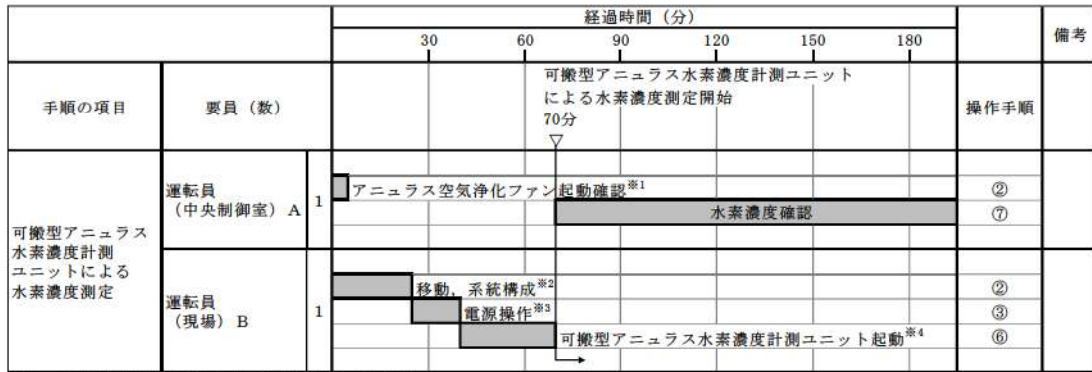 経過時間（分）
備考
30 60 90 120 150 180
可搬型アニュラス水素濃度計測ユニット
による水素濃度測定開始
70分
手順の項目
要員（数）
操作手順
▽
運転員
（中央制御室）A
1
アニュラス空気浄化ファン起動確認※1
②
水素濃度確認
⑦
可搬型アニュラス
水素濃度計測
ユニットによる
水素濃度測定
運転員
（現場）B
1
移動，系統構成※2
②
電源操作※3
③
可搬型アニュラス水素濃度計測ユニット起動※4
⑥